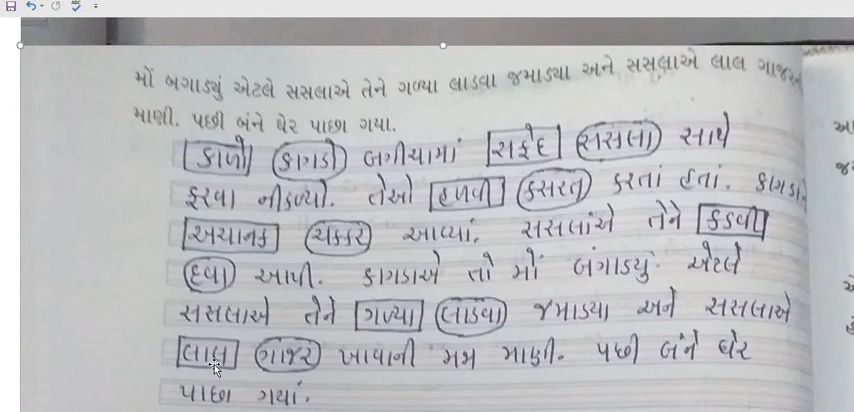 મોં બગાડ્યું એટલે સસલાએ તેને ગળ્યા લાડવા જમાડ્યા અને સસલાએ લાલ ગાજર
માણી. પછી બંને ઘેર પાછા ગયા.
કાળો કાગડો બગીચામાં સફેદ સસલા સાથે
ફરવા નીકળ્યો. તેઓ હળવી કસરત કરતાં હતાં. કાગડાને
અચાનક ચક્કર આવ્યાં. સસલાંએ તેને કડવી
દવા આપી. કાગડાએ તો મોં બંગાડ્યું. એટલે
સસલાએ તેને ગળ્યા લાડવા જમાડ્યા અને સસલાએ
લાલ ગાજર ખાવાની મજા માણી. પછી બંને ઘેર
પાછા ગયાં.